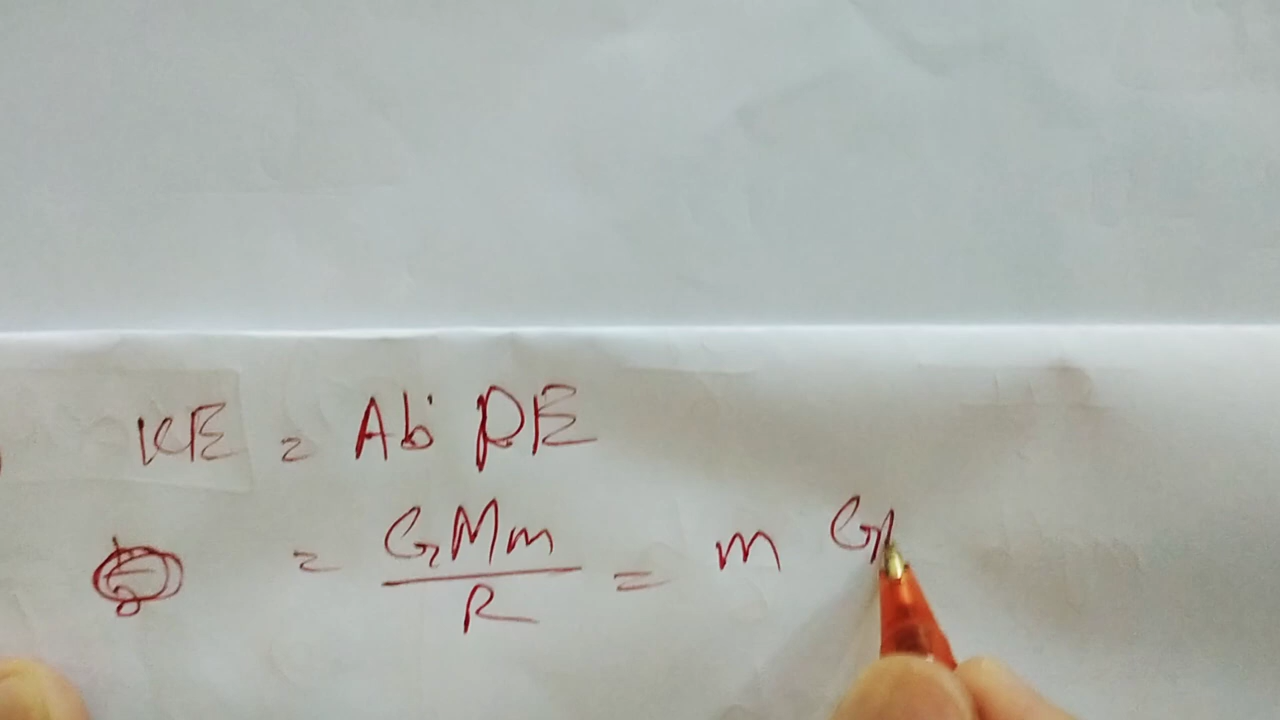 KE = Ab PE
= GMm/R = m G